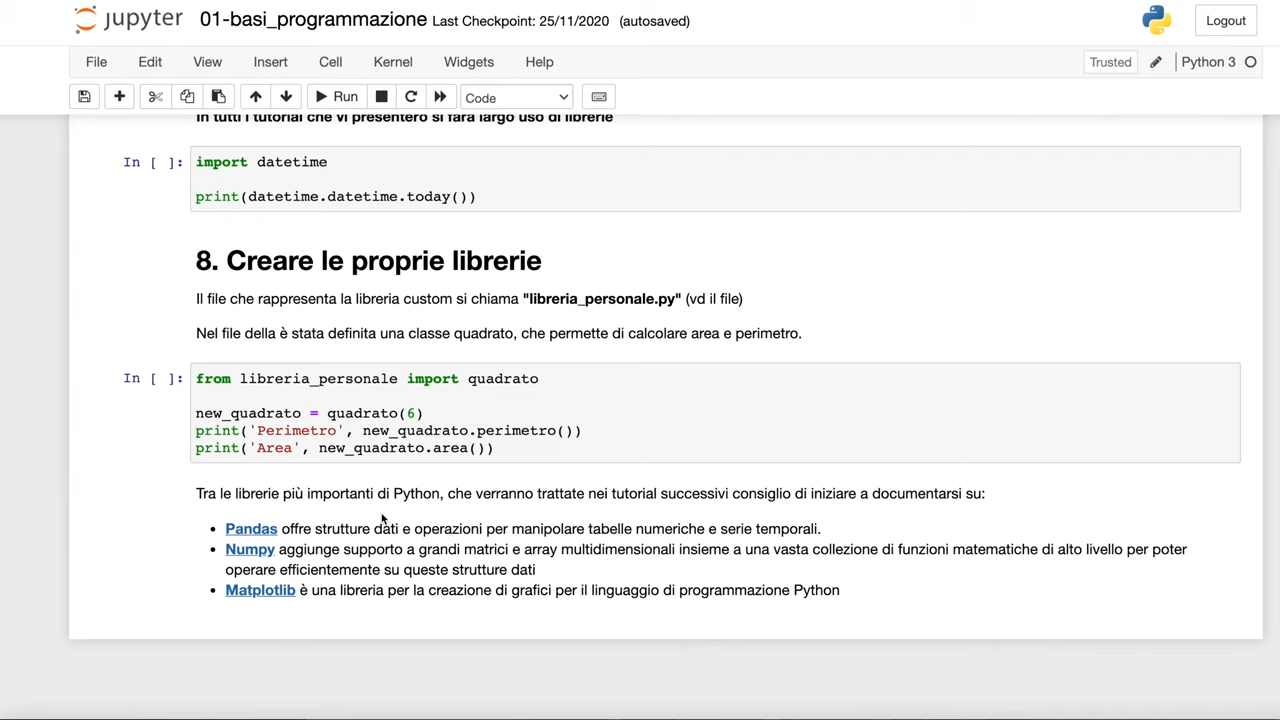 jupyter 01-basi_programmazione Last Checkpoint: 25/11/2020 (autosaved) Logout
File Edit View Insert Cell Kernel Widgets Help Trusted Python 3
Run Code
In tutti i tutorial che vi presenterò si farà largo uso di librerie
In [ ]: import datetime
print(datetime.datetime.today())
8. Creare le proprie librerie
Il file che rappresenta la libreria custom si chiama "libreria_personale.py" (vd il file)
Nel file della è stata definita una classe quadrato, che permette di calcolare area e perimetro.
In [ ]: from libreria_personale import quadrato
new_quadrato = quadrato(6)
print('Perimetro', new_quadrato.perimetro())
print('Area', new_quadrato.area())
Tra le librerie più importanti di Python, che verranno trattate nei tutorial successivi consiglio di iniziare a documentarsi su:
• Pandas offre strutture dati e operazioni per manipolare tabelle numeriche e serie temporali.
• Numpy aggiunge supporto a grandi matrici e array multidimensionali insieme a una vasta collezione di funzioni matematiche di alto livello per poter
operare efficientemente su queste strutture dati
• Matplotlib è una libreria per la creazione di grafici per il linguaggio di programmazione Python